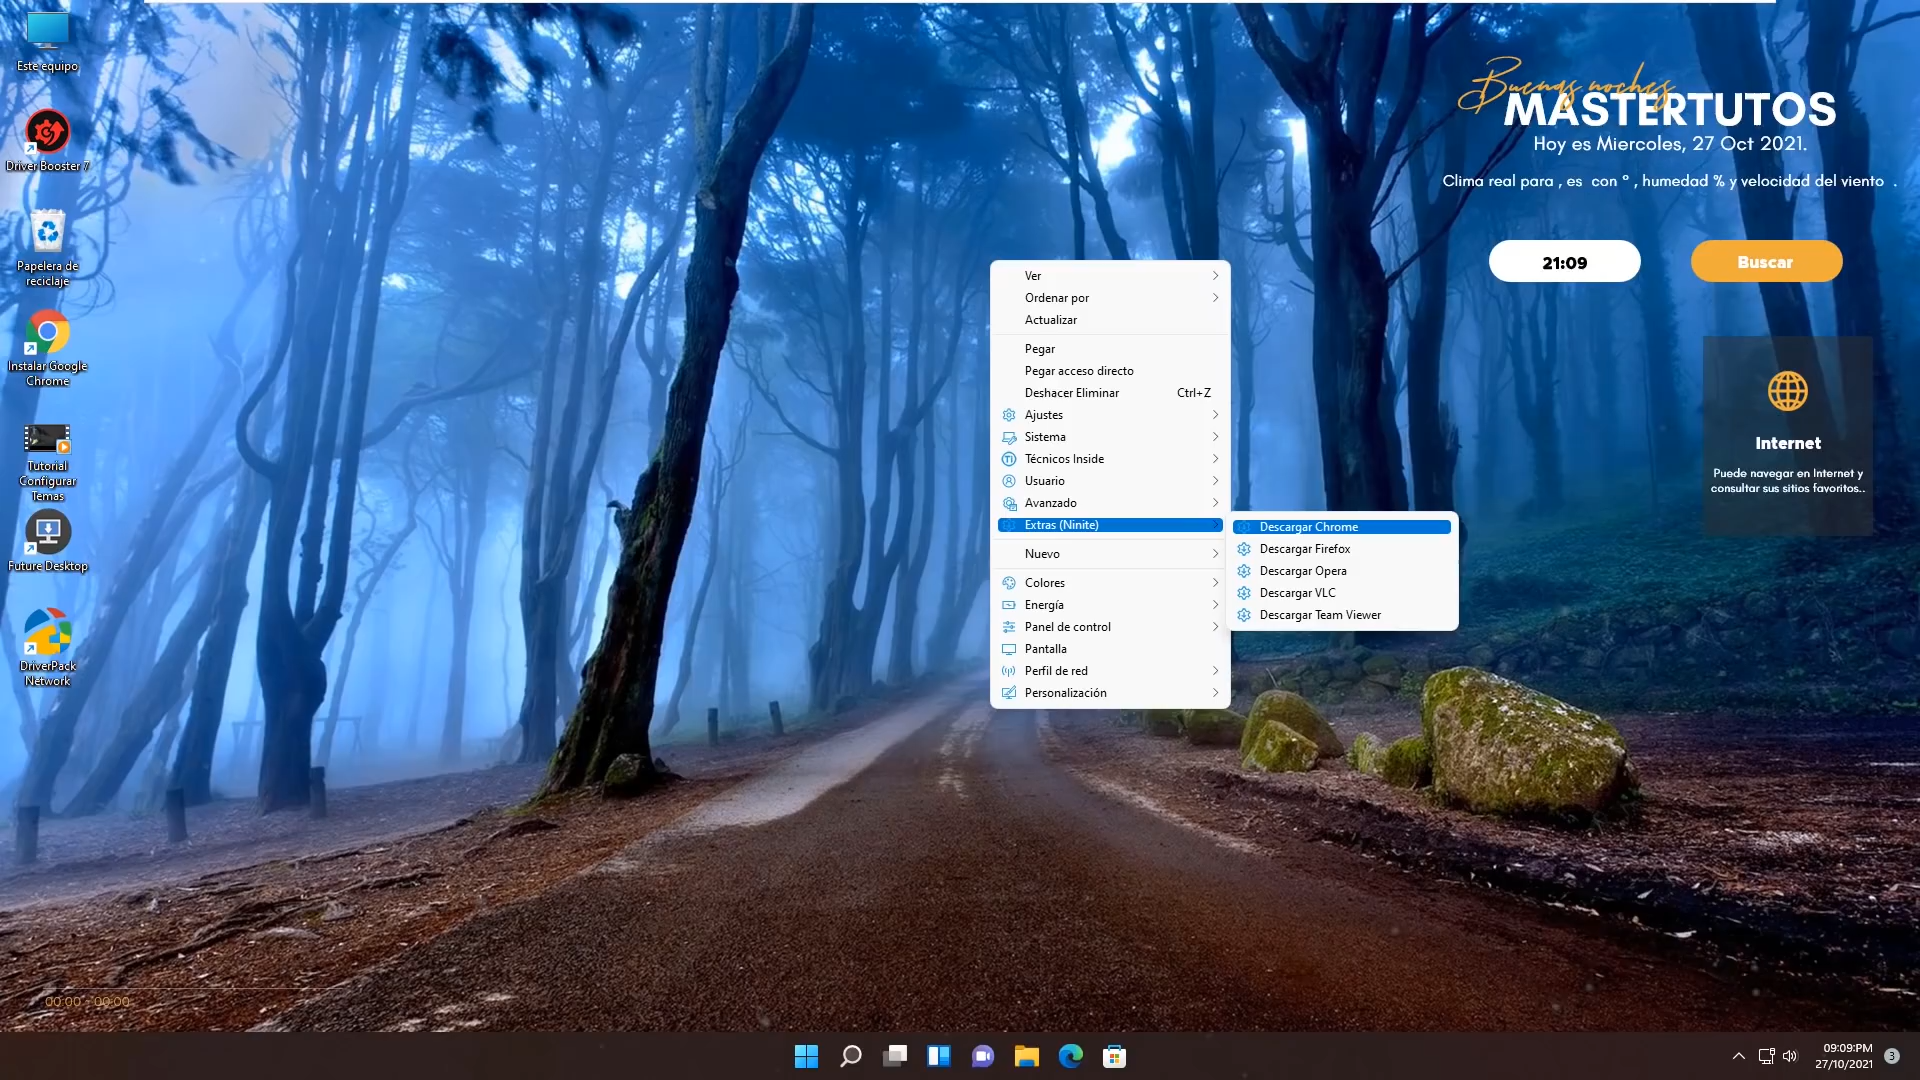 Este equipo
Driver Booster 7
Papelera de
reciclaje
Instalar Google
Chrome
Tutorial
Configurar
Temas
Future Desktop
DriverPack
Network
Buenas noches
MASTERTUTOS
Hoy es Miercoles, 27 Oct 2021.
Clima real para , es con ° , humedad % y velocidad del viento .
21:09
Buscar
Internet
Puede navegar en Internet y
consultar sus sitios favoritos..
Ver
Ordenar por
Actualizar
Pegar
Pegar acceso directo
Deshacer Eliminar Ctrl+Z
Ajustes
Sistema
Técnicos Inside
Usuario
Avanzado
Extras (Ninite)
Nuevo
Colores
Energía
Panel de control
Pantalla
Perfil de red
Personalización
Descargar Chrome
Descargar Firefox
Descargar Opera
Descargar VLC
Descargar Team Viewer
00:00 - 00:00
09:09:PM
27/10/2021
3